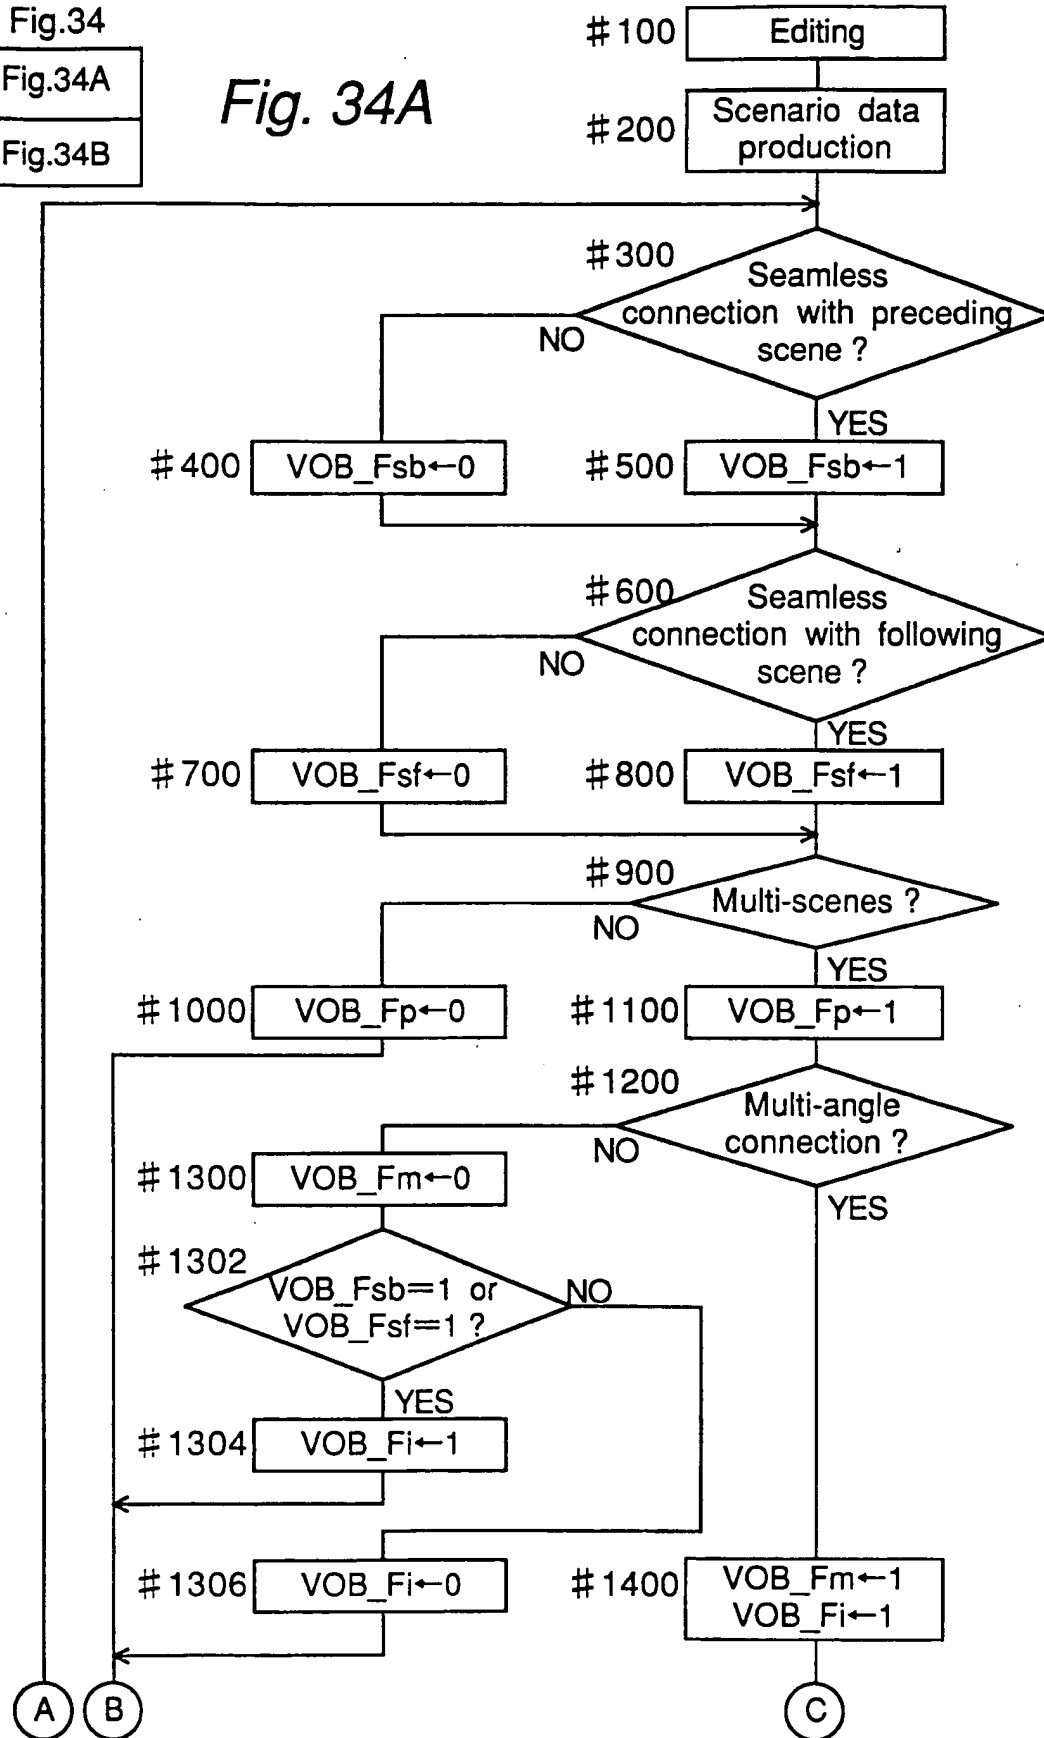 Fig.34
Fig.34A
Fig.34B
Fig. 34A
#100 Editing
#200 Scenario data
production
#300
Seamless
connection with preceding
scene ?
NO
YES
#400 VOB_Fsb←0
#500 VOB_Fsb←1
#600
Seamless
connection with following
scene ?
NO
YES
#700 VOB_Fsf←0
#800 VOB_Fsf←1
#900
Multi-scenes ?
NO
YES
#1000 VOB_Fp←0
#1100 VOB_Fp←1
#1200
Multi-angle
connection ?
NO
YES
#1300 VOB_Fm←0
#1302
VOB_Fsb=1 or
VOB_Fsf=1 ?
NO
YES
#1304 VOB_Fi←1
#1306 VOB_Fi←0
#1400 VOB_Fm←1
VOB_Fi←1
A
B
C